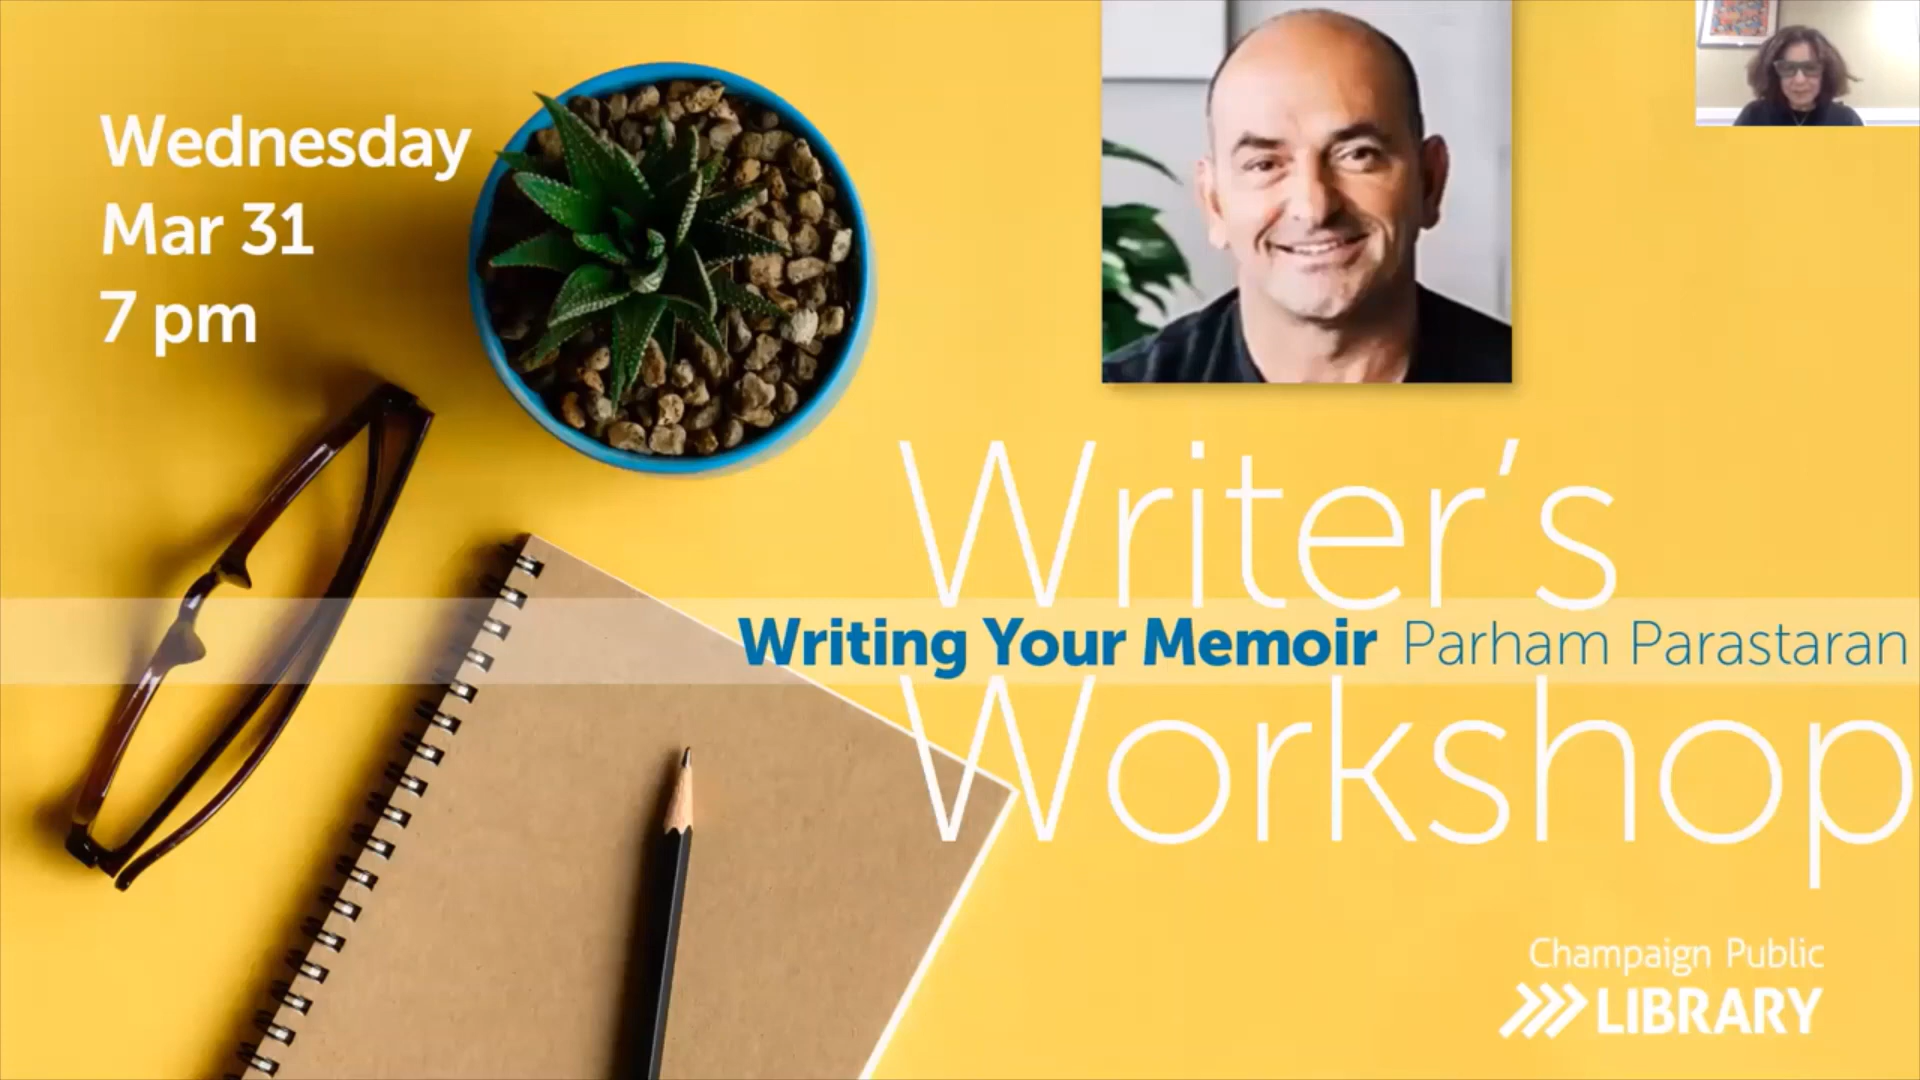 Wednesday
Mar 31
7 pm
Writer's
Writing Your Memoir Parham Parastaran
Workshop
Champaign Public
LIBRARY